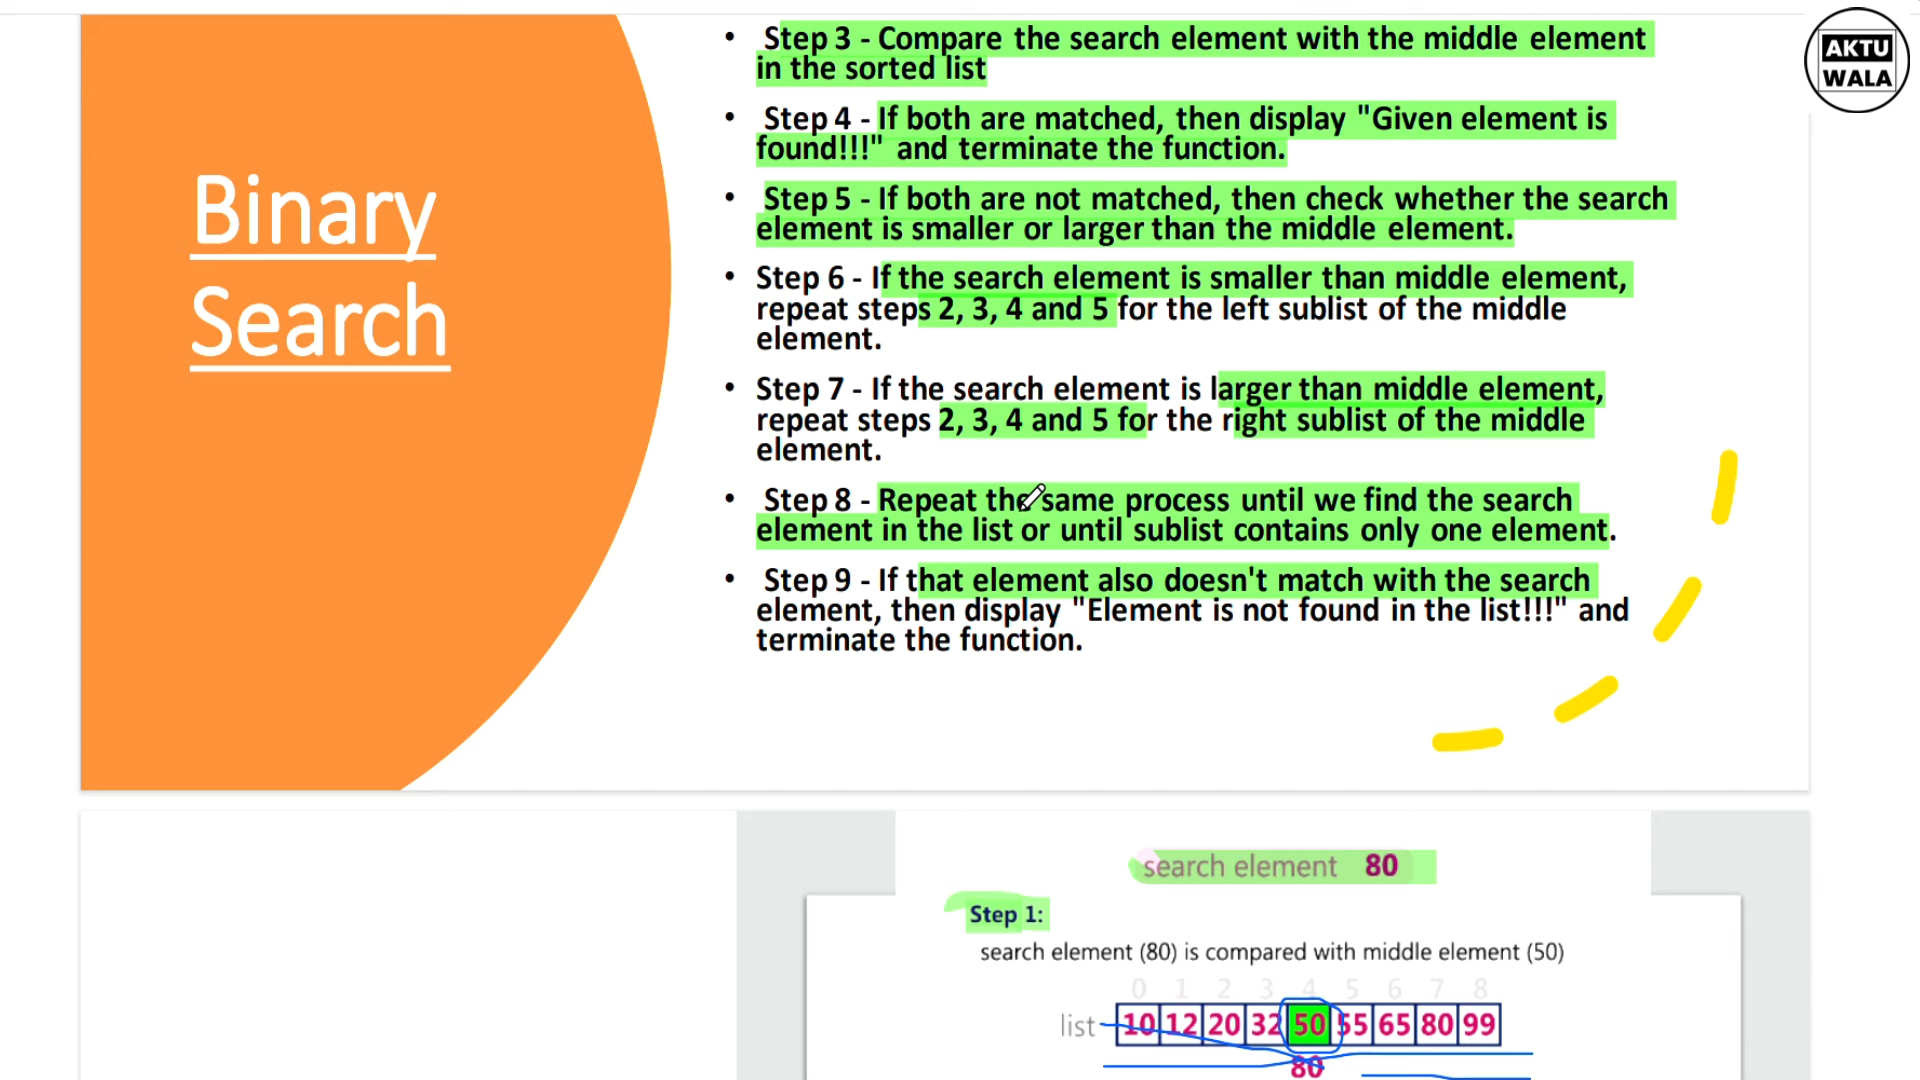 AKTU
WALA
Binary
Search
• Step 3 - Compare the search element with the middle element
in the sorted list
• Step 4 - If both are matched, then display "Given element is
found!!!" and terminate the function.
• Step 5 - If both are not matched, then check whether the search
element is smaller or larger than the middle element.
• Step 6 - If the search element is smaller than middle element,
repeat steps 2, 3, 4 and 5 for the left sublist of the middle
element.
• Step 7 - If the search element is larger than middle element,
repeat steps 2, 3, 4 and 5 for the right sublist of the middle
element.
• Step 8 - Repeat the same process until we find the search
element in the list or until sublist contains only one element.
• Step 9 - If that element also doesn't match with the search
element, then display "Element is not found in the list!!!" and
terminate the function.
search element 80
Step 1:
search element (80) is compared with middle element (50)
0 1 2 3 4 5 6 7 8
list 10 12 20 32 50 55 65 80 99
80